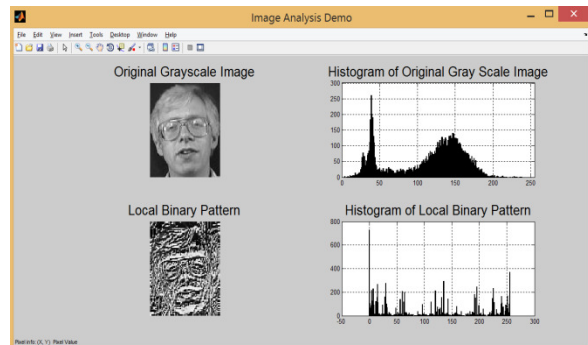 Image Analysis Demo
File Edit View Insert Tools Desktop Window Help
Original Grayscale Image
Histogram of Original Gray Scale Image
300
250
200
150
100
50
0
0 50 100 150 200 250
Local Binary Pattern
Histogram of Local Binary Pattern
800
600
400
200
0
-50 0 50 100 150 200 250 300
Pixel info: (X, Y) Pixel Value